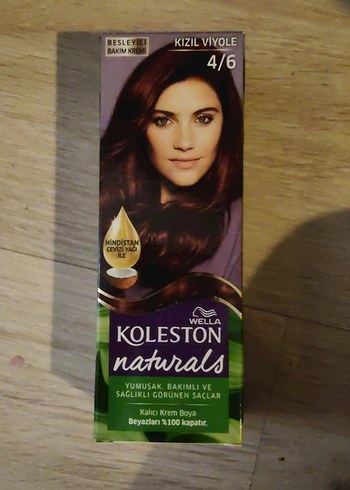 BESLEYİCİ
BAKIM KREMİ
KIZIL VİYOLE
4/6
HİNDİSTAN
CEVİZİ YAĞI
İLE
WELLA
KOLESTON
naturals
YUMUŞAK, BAKIMLI VE
SAĞLIKLI GÖRÜNEN SAÇLAR
Kalıcı Krem Boya
Beyazları %100 kapatır.